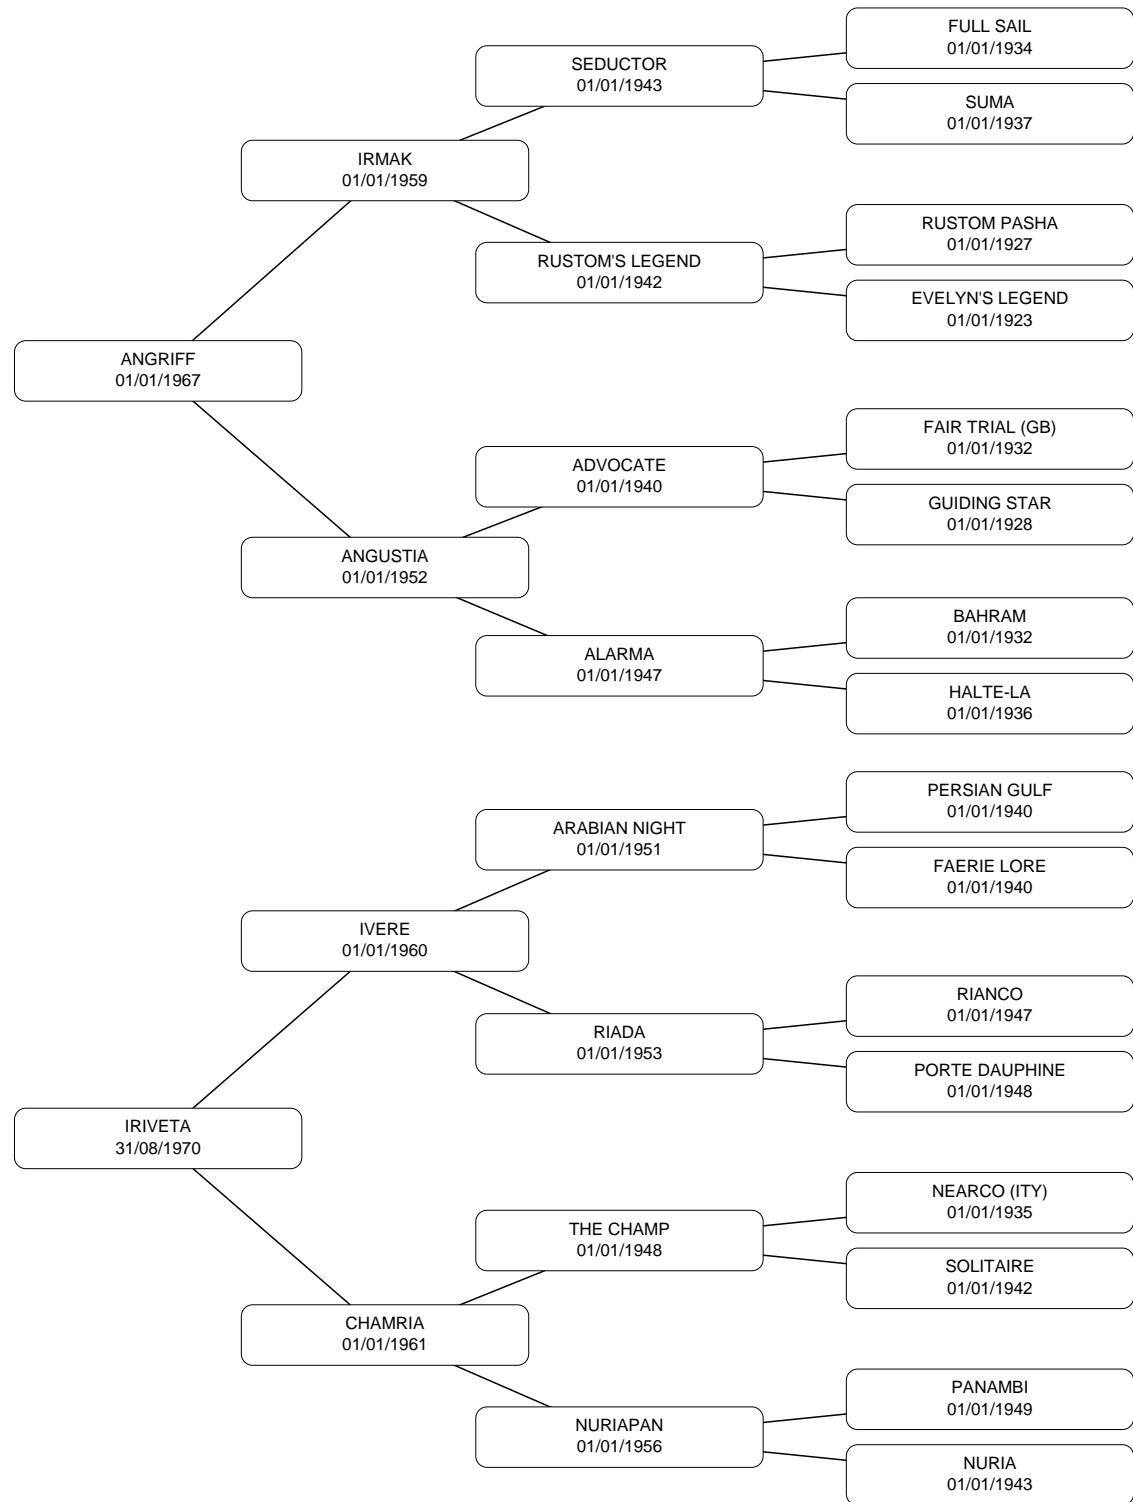 FULL SAIL
01/01/1934
SEDUCTOR
01/01/1943
SUMA
01/01/1937
IRMAK
01/01/1959
RUSTOM PASHA
01/01/1927
RUSTOM'S LEGEND
01/01/1942
EVELYN'S LEGEND
01/01/1923
ANGRIFF
01/01/1967
FAIR TRIAL (GB)
01/01/1932
ADVOCATE
01/01/1940
GUIDING STAR
01/01/1928
ANGUSTIA
01/01/1952
BAHRAM
01/01/1932
ALARMA
01/01/1947
HALTE-LA
01/01/1936
PERSIAN GULF
01/01/1940
ARABIAN NIGHT
01/01/1951
FAERIE LORE
01/01/1940
IVERE
01/01/1960
RIANCO
01/01/1947
RIADA
01/01/1953
PORTE DAUPHINE
01/01/1948
IRIVETA
31/08/1970
NEARCO (ITY)
01/01/1935
THE CHAMP
01/01/1948
SOLITAIRE
01/01/1942
CHAMRIA
01/01/1961
PANAMBI
01/01/1949
NURIAPAN
01/01/1956
NURIA
01/01/1943